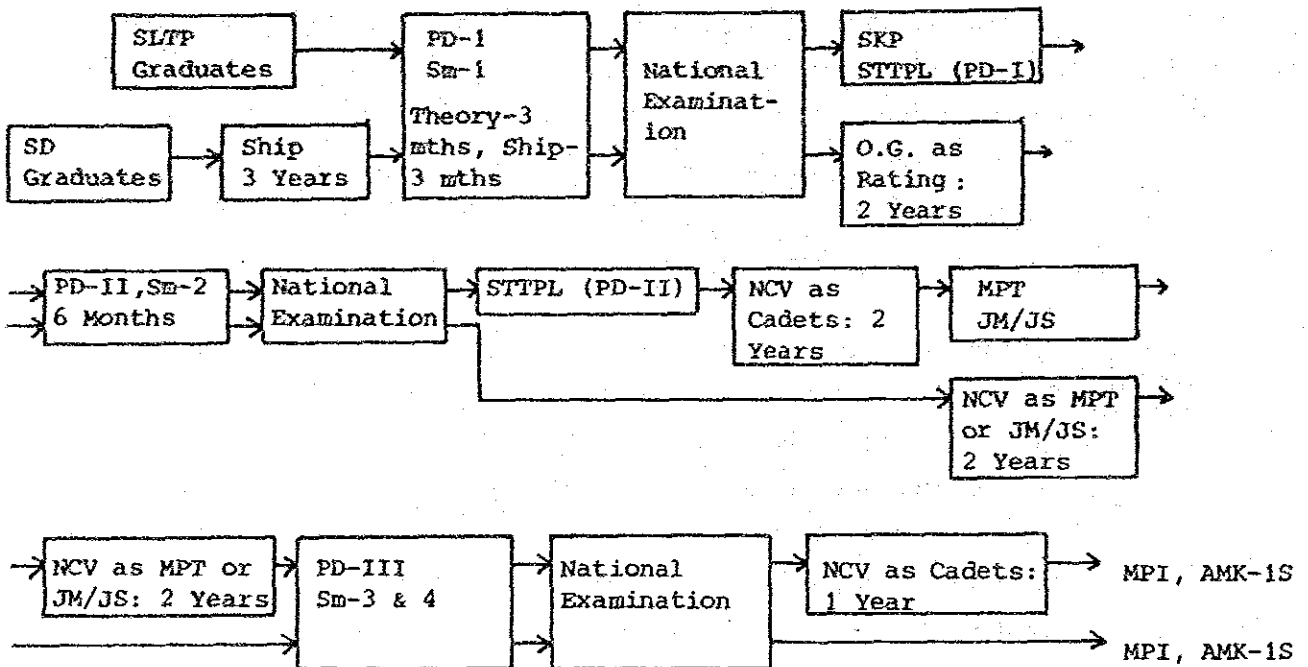 SLTP
Graduates
PD-1
Sm-1
Theory-3
mths, Ship-
3 mths
National
Examinat-
ion
SKP
STTPL (PD-I)
SD
Graduates
Ship
3 Years
O.G. as
Rating :
2 Years
PD-II,Sm-2
6 Months
National
Examination
STTPL (PD-II)
NCV as
Cadets: 2
Years
MPT
JM/JS
NCV as MPT
or JM/JS:
2 Years
NCV as MPT or
JM/JS: 2 Years
PD-III
Sm-3 & 4
National
Examination
NCV as Cadets:
1 Year
MPI, AMK-1S
MPI, AMK-1S